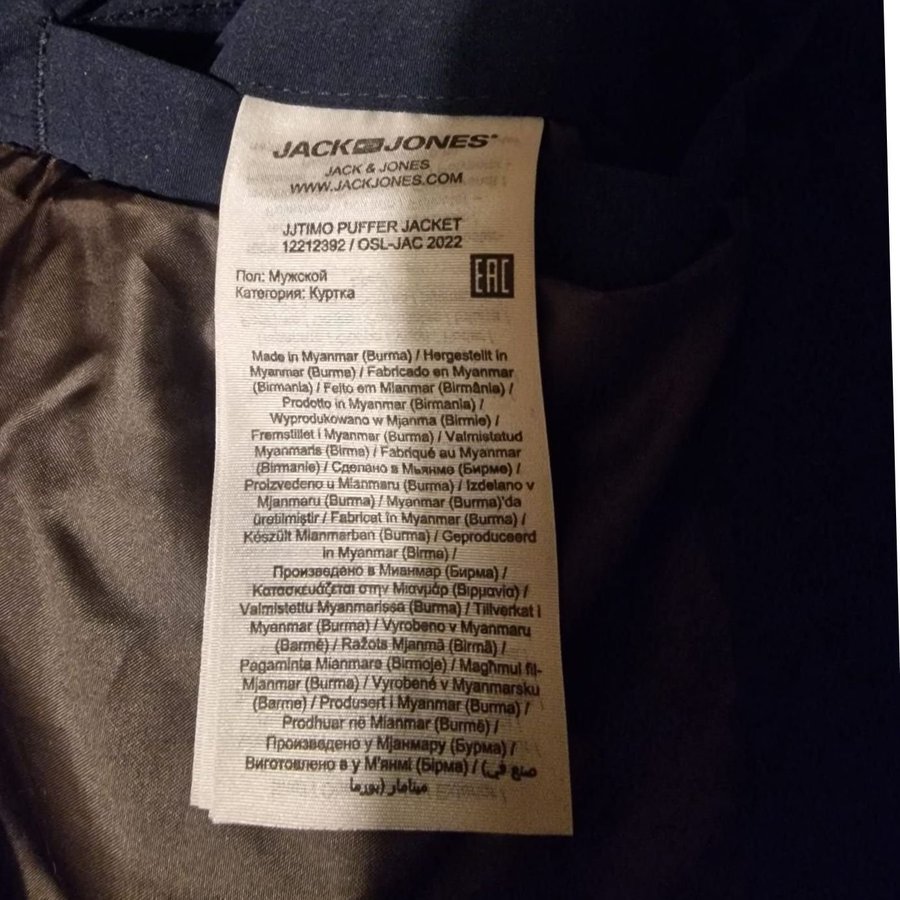 JACK & JONES®
JACK & JONES
WWW.JACKJONES.COM
JJTIMO PUFFER JACKET
12212392 / OSL-JAC 2022
Пол: Мужской
Категория: Куртка
EAC
Made in Myanmar (Burma) / Hergestellt in
Myanmar (Burma) / Fabricado en Myanmar
(Birmania) / Feito em Mianmar (Birmânia) /
Prodotto in Myanmar (Birmania) /
Wyprodukowano w Mjanma (Birmie) /
Fremstillet i Myanmar (Burma) / Valmistatud
Myanmaris (Birma) / Fabriqué au Myanmar
(Birmanie) / Сделано в Мьянме (Бирме) /
Proizvedeno u Mianmaru (Burma) / Izdelano v
Mjanmaru (Burma) / Myanmar (Burma)'da
üretilmiştir / Fabricat în Myanmar (Burma) /
Készült Mianmarban (Burma) / Geproduceerd
in Myanmar (Birma) /
Произведено в Мианмар (Бирма) /
Κατασκευάζεται στην Μιανμάρ (Βιρμανία) /
Valmistettu Myanmarissa (Burma) / Tillverkat i
Myanmar (Burma) / Vyrobeno v Myanmaru
(Barmě) / Ražots Mjanmā (Birmā) /
Pagaminta Mianmare (Birmoje) / Magħmul fil-
Mjanmar (Burma) / Vyrobené v Myanmarsku
(Barme) / Produsert i Myanmar (Burma) /
Prodhuar në Mianmar (Burmë) /
Произведено у Мјанмару (Бурма) /
Виготовлено в у М'янмі (Бірма) / صنع في)
ميانمار (بورما